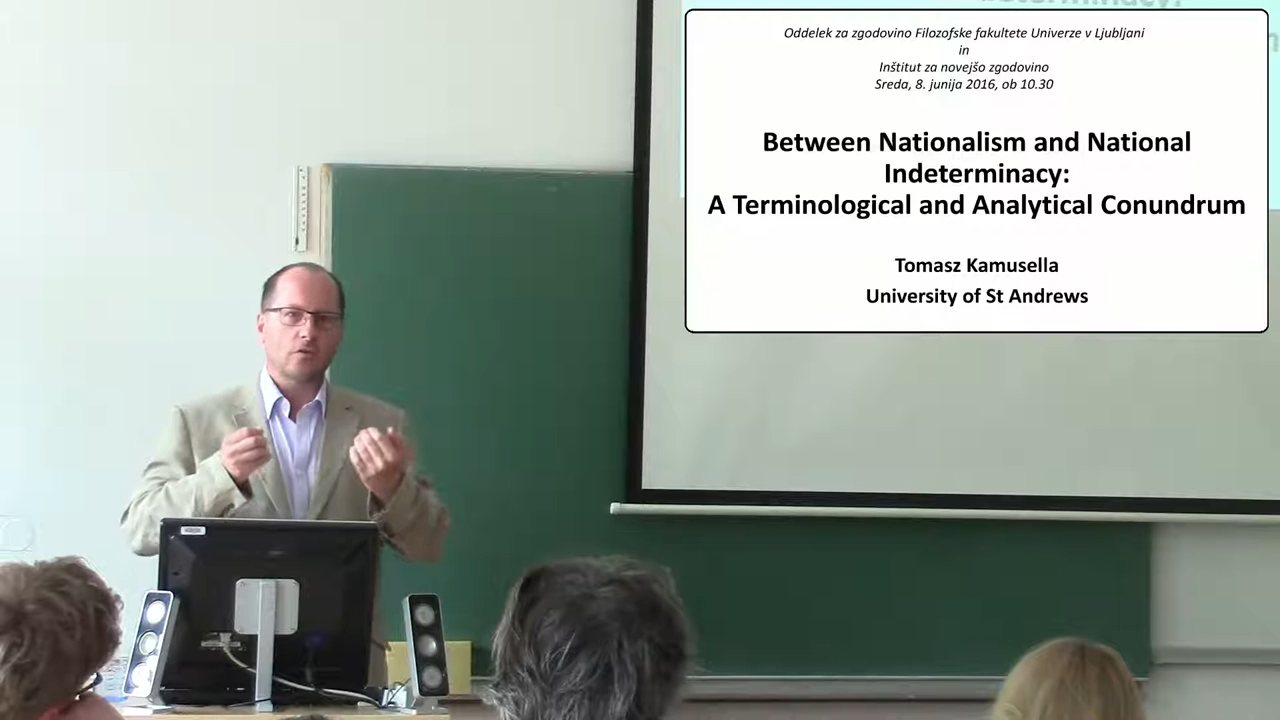 Oddelek za zgodovino Filozofske fakultete Univerze v Ljubljani
in
Inštitut za novejšo zgodovino
Sreda, 8. junija 2016, ob 10.30
Between Nationalism and National
Indeterminacy:
A Terminological and Analytical Conundrum
Tomasz Kamusella
University of St Andrews